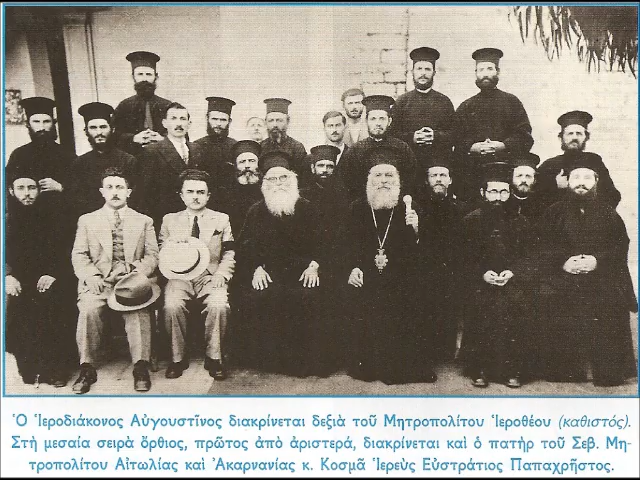 Ὁ Ἱεροδιάκονος Αὐγουστῖνος διακρίνεται δεξιὰ τοῦ Μητροπολίτου Ἱεροθέου (καθιστός).
Στὴ μεσαία σειρὰ ὄρθιος, πρῶτος ἀπὸ ἀριστερά, διακρίνεται καὶ ὁ πατὴρ τοῦ Σεβ. Μη-
τροπολίτου Αἰτωλίας καὶ Ἀκαρνανίας κ. Κοσμᾶ Ἱερεὺς Εὐστράτιος Παπαχρῆστος.